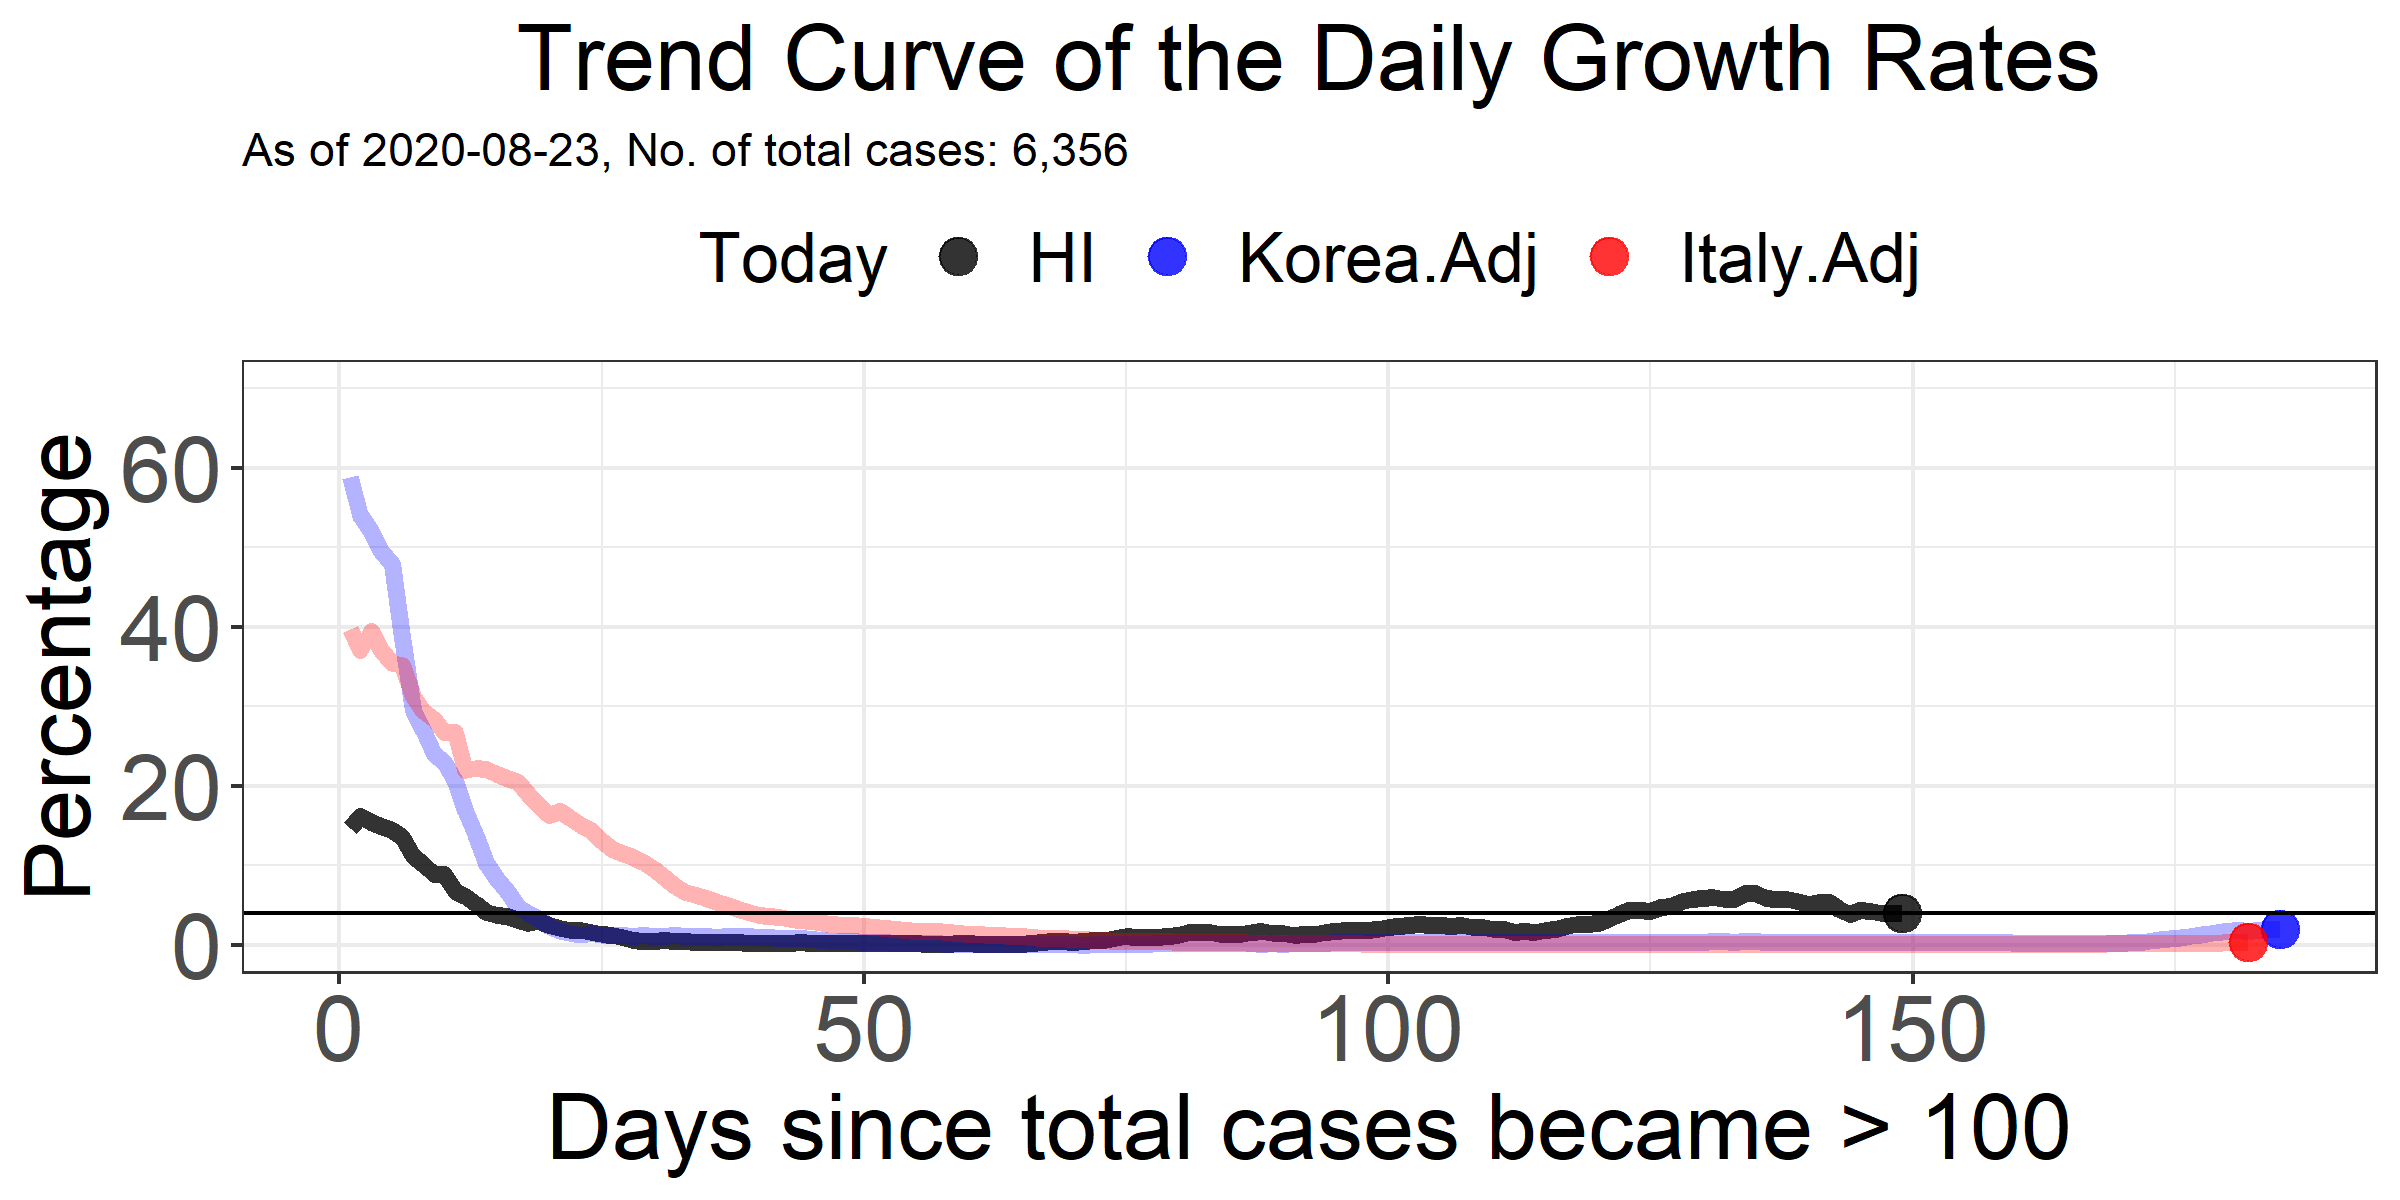 Trend Curve of the Daily Growth Rates
As of 2020-08-23, No. of total cases: 6,356
Today HI Korea.Adj Italy.Adj
Percentage
60
40
20
0
0 50 100 150
Days since total cases became > 100